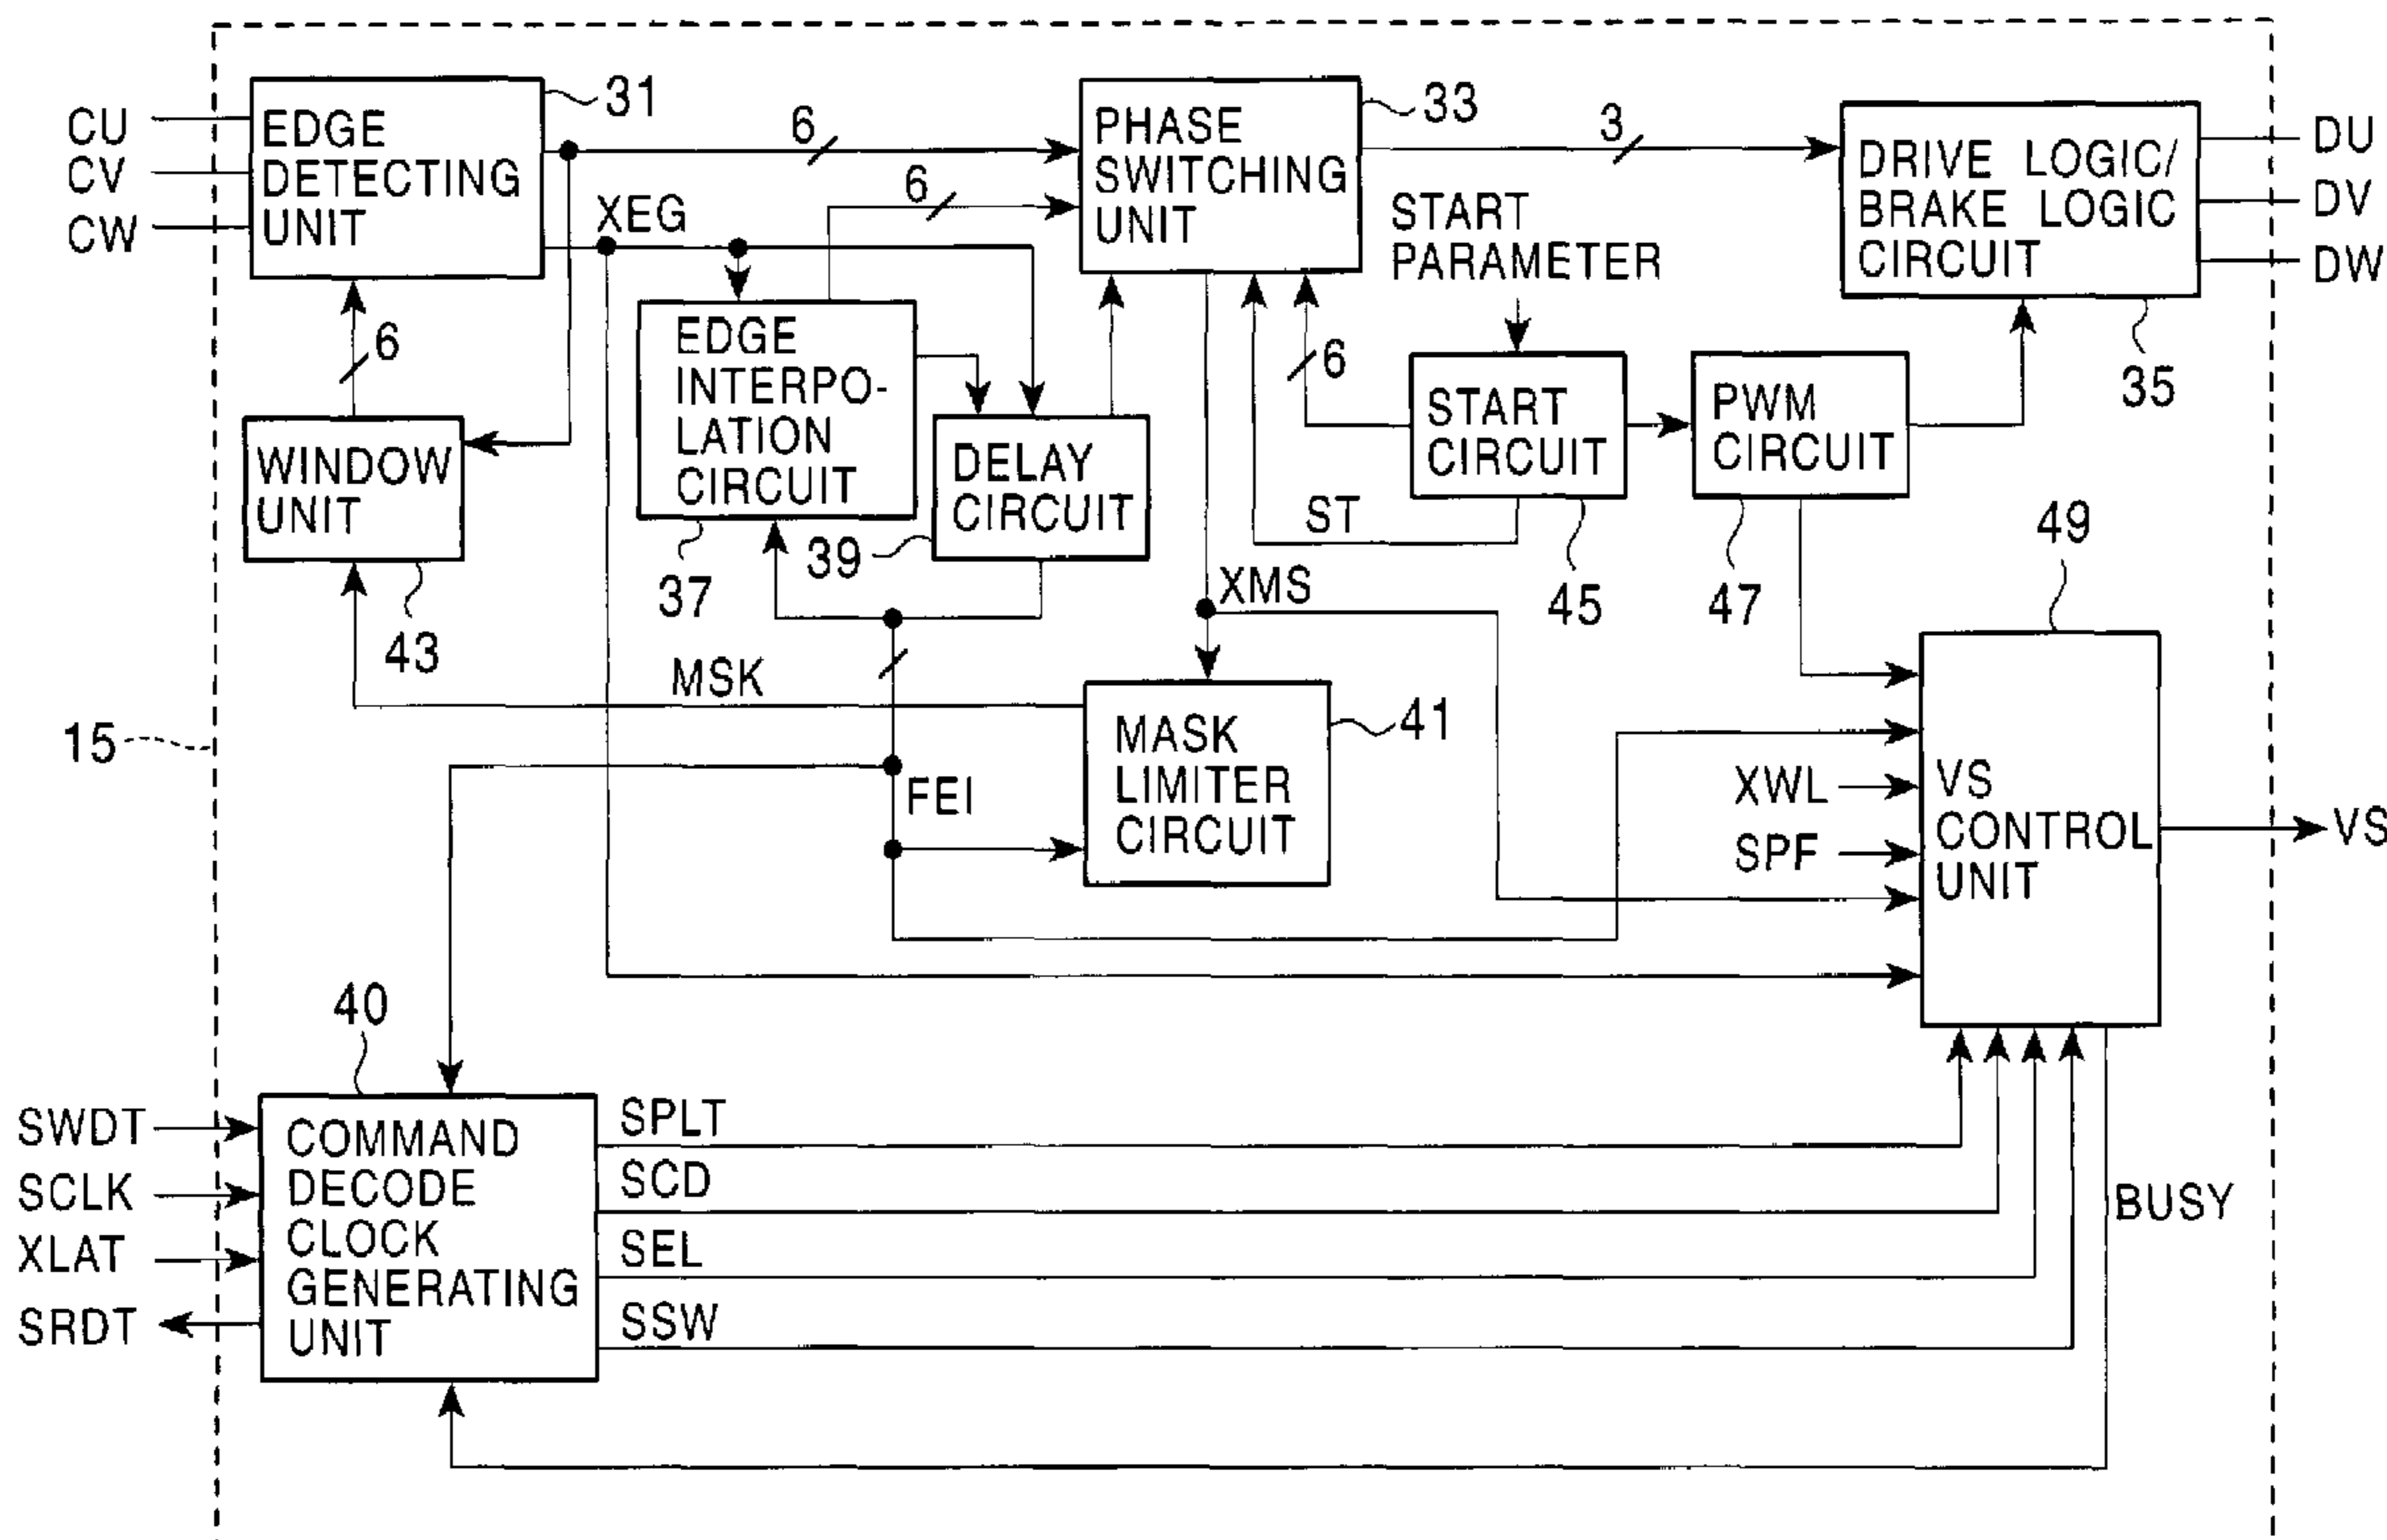 CU
CV
CW
EDGE
DETECTING
UNIT
31
6
6
XEG
PHASE
SWITCHING
UNIT
33
3
START
PARAMETER
DRIVE LOGIC/
BRAKE LOGIC
CIRCUIT
35
DU
DV
DW
6
WINDOW
UNIT
43
EDGE
INTERPO-
LATION
CIRCUIT
37
DELAY
CIRCUIT
39
6
START
CIRCUIT
45
ST
PWM
CIRCUIT
47
49
XMS
MSK
15
FEI
MASK
LIMITER
CIRCUIT
41
XWL
SPF
VS
CONTROL
UNIT
VS
40
SWDT
SCLK
XLAT
SRDT
COMMAND
DECODE
CLOCK
GENERATING
UNIT
SPLT
SCD
SEL
SSW
BUSY